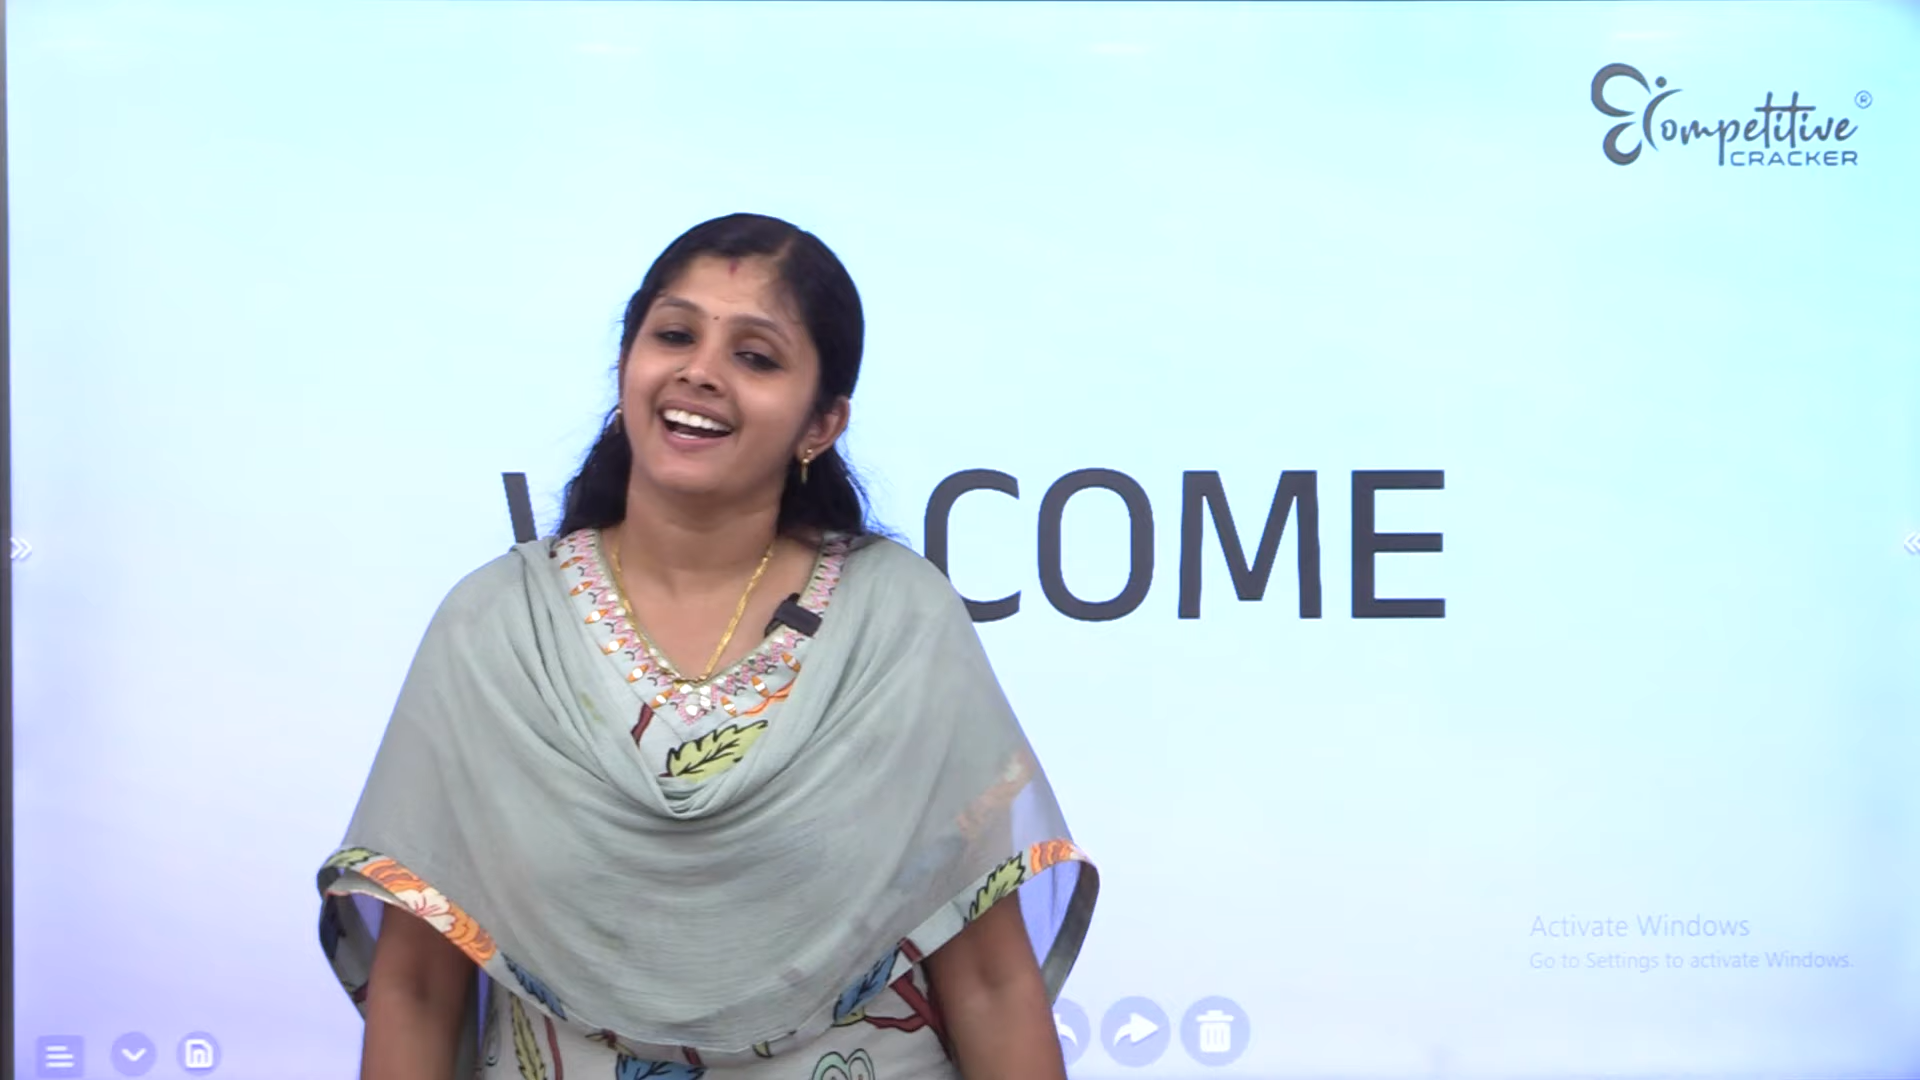 Competitive ®
CRACKER
COME
Activate Windows
Go to Settings to activate Windows.